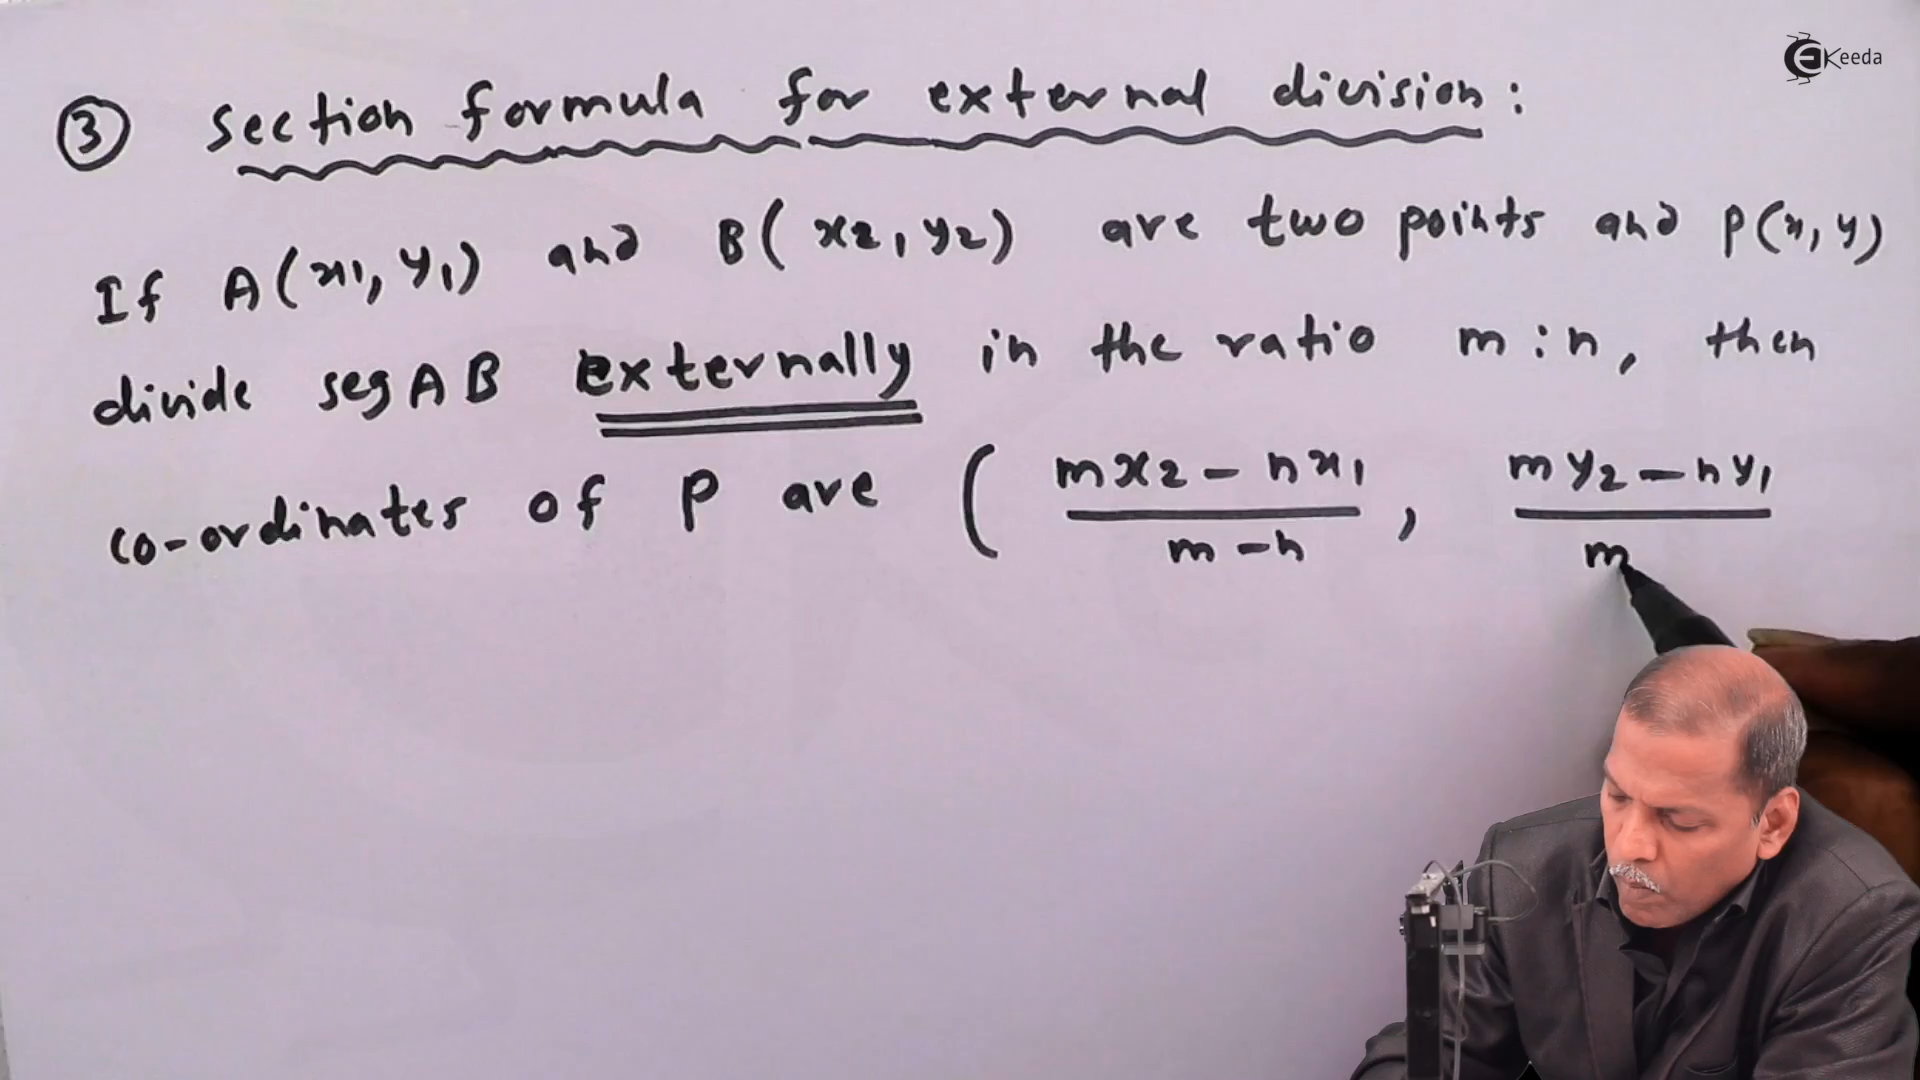 EKeeda
③ Section formula for external division:
If A(x1, y1) and B(x2, y2) are two points and P(x, y)
divide seg AB externally in the ratio m:n, then
co-ordinates of P are ( mx2 - nx1 / m - n , my2 - ny1 / m